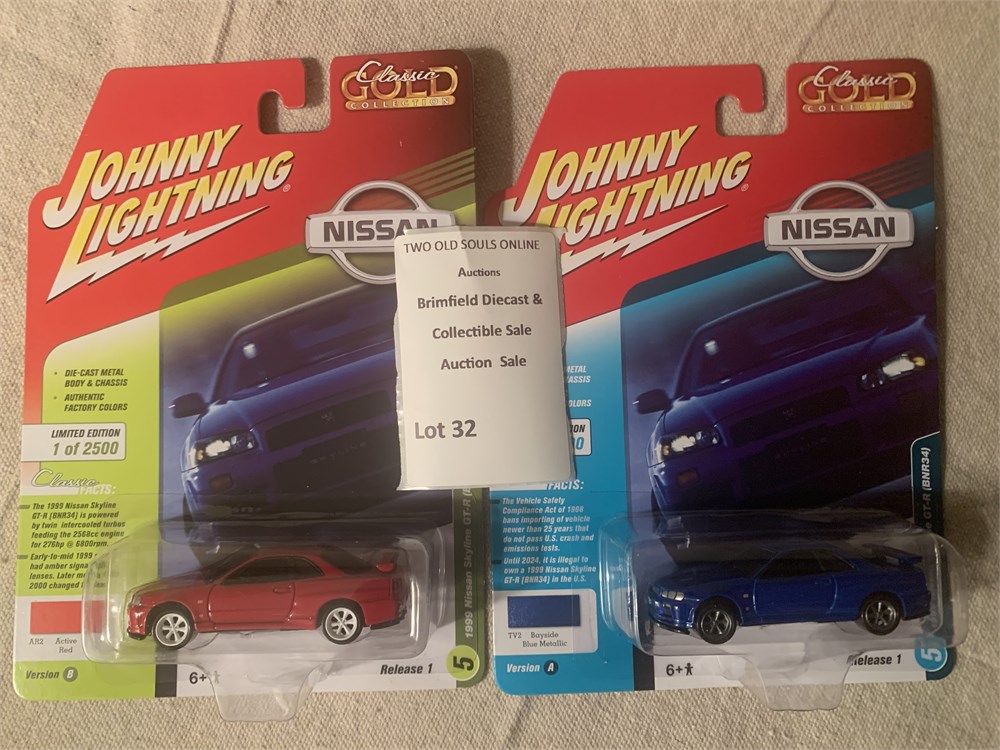 Classic
GOLD
COLLECTION
JOHNNY
LIGHTNING®
NISSAN
• DIE-CAST METAL
BODY & CHASSIS
• AUTHENTIC
FACTORY COLORS
LIMITED EDITION
1 of 2500
Classic
FACTS:
The 1999 Nissan Skyline
GT-R (BNR34) is powered
by twin intercooled turbos
feeding the 2568cc engine
for 276hp @ 6800rpm.
Early-to-mid 1999
had amber signal
lenses. Later
2000 changed
AR2 Active
Red
Version B
6+
Release 1
5
1999 Nissan Skyline GT-R
TWO OLD SOULS ONLINE
Auctions
Brimfield Diecast &
Collectible Sale
Auction Sale
Lot 32
Classic
GOLD
COLLECTION
JOHNNY
LIGHTNING®
NISSAN
METAL
CHASSIS
COLORS
FACTS:
The Vehicle Safety
Compliance Act of 1988
bans importing of vehicle
newer than 25 years that
do not pass U.S. crash and
emissions tests.
Until 2024, it is illegal to
own a 1999 Nissan Skyline
GT-R (BNR34) in the U.S.
TV2 Bayside
Blue Metallic
Version A
6+
Release 1
5
GT-R (BNR34)